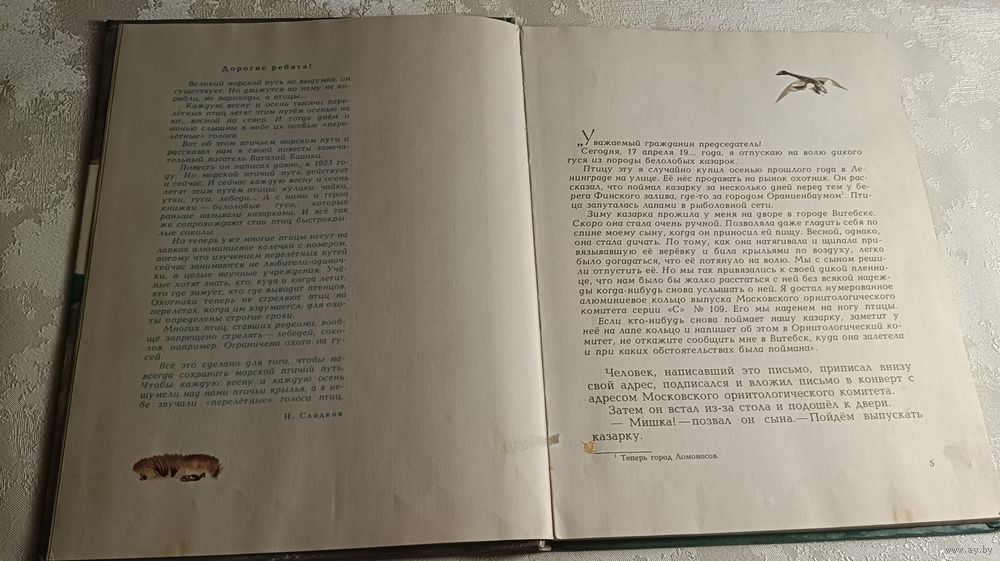 Дорогие ребята!
Великий морской путь не выдумка, он
существует. Но движутся по нему не ко-
рабли, не пароходы, а птицы...
Каждую весну и осень тысячи пере-
лётных птиц летят этим путём осенью на
юг, весной на север. И тогда днём и
ночью слышны в небе их особые «пере-
лётные» голоса.
Вот об этом птичьем морском пути и
рассказал нам в своей повести замеча-
тельный писатель Виталий Бианки.
Повесть он написал давно, в 1923 го-
ду. Но морской птичий путь действует
и сейчас. И сейчас каждую весну и осень
летят этим путём птицы: кулики, чайки,
утки, гуси, лебеди... А с ними и герои
книжки — белолобые гуси, которых
раньше называли казарками. И всё так
же сопровождают стаи птиц быстрокры-
лые соколы.
Но теперь уже многие птицы несут на
лапках алюминиевое колечко с номером,
потому что изучением перелётных путей
сейчас занимаются не любители-одиноч-
ки, а целые научные учреждения. Учё-
ные хотят знать, кто, куда и когда летит,
кто где зимует, кто где выводит птенцов.
Охотники теперь не стреляют птиц на
перелётах, когда им вздумается; для охо-
ты определены строгие сроки.
Многих птиц, ставших редкими, вооб-
ще запрещено стрелять — лебедей, соко-
лов, например. Ограничена охота на гу-
сей.
Всё это сделано для того, чтобы на-
всегда сохранить морской птичий путь.
Чтобы каждую весну и каждую осень
шумели над нами птичьи крылья, а в не-
бе звучали «перелётные» голоса птиц.
Н. Сладков
„Уважаемый гражданин председатель!
Сегодня, 17 апреля 19... года, я отпускаю на волю дикого
гуся из породы белолобых казарок.
Птицу эту я случайно купил осенью прошлого года в Ле-
нинграде на улице. Её нёс продавать на рынок охотник. Он рас-
сказал, что поймал казарку за несколько дней перед тем у бе-
рега Финского залива, где-то за городом Ораниенбаумом¹. Пти-
ца запуталась лапами в рыболовной сети.
Зиму казарка прожила у меня на дворе в городе Витебске.
Скоро она стала очень ручной. Позволяла даже гладить себя по
спине моему сыну, когда он приносил ей пищу. Весной, однако,
она стала дичать. По тому, как она натягивала и щипала при-
вязывавшую её верёвку и била крыльями по воздуху, легко
было догадаться, что её потянуло на волю. Мы с сыном реши-
ли отпустить её. Но мы так привязались к своей дикой пленни-
це, что нам было бы жалко расстаться с ней без всякой надеж-
ды когда-нибудь снова услышать о ней. Я достал нумерованное
алюминиевое кольцо выпуска Московского орнитологического
комитета серии «С» № 109. Его мы наденем на ногу птицы.
Если кто-нибудь снова поймает нашу казарку, заметит у
неё на лапе кольцо и напишет об этом в Орнитологический ко-
митет, не откажите сообщить мне в Витебск, куда она залетела
и при каких обстоятельствах была поймана».
Человек, написавший это письмо, приписал внизу
свой адрес, подписался и вложил письмо в конверт с
адресом Московского орнитологического комитета.
Затем он встал из-за стола и подошёл к двери.
— Мишка! — позвал он сына. — Пойдём выпускать
казарку.
¹ Теперь город Ломоносов.
5
www.ay.by